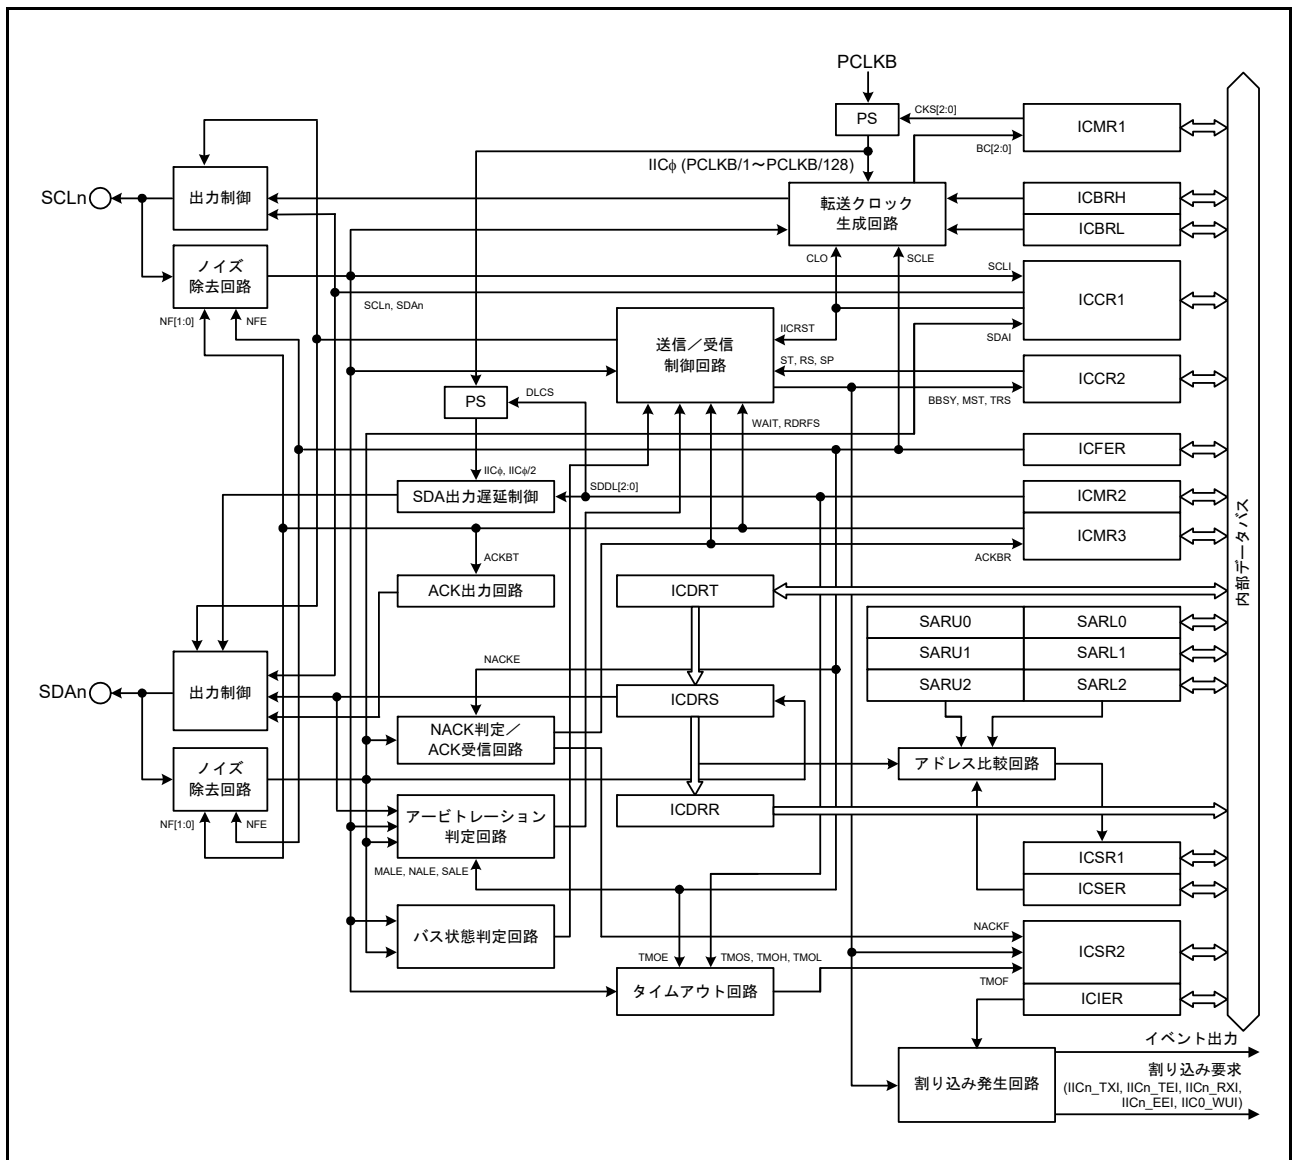 PCLKB
PS
CKS[2:0]
ICMR1
BC[2:0]
IICφ (PCLKB/1～PCLKB/128)
SCLn
出力制御
転送クロック
生成回路
ICBRH
ICBRL
ノイズ
除去回路
CLO
SCLE
SCLI
ICCR1
SCLn, SDAn
NF[1:0]
NFE
送信／受信
制御回路
IICRST
SDAI
ST, RS, SP
ICCR2
BBSY, MST, TRS
PS
DLCS
WAIT, RDRFS
ICFER
IICφ, IICφ/2
SDA出力遅延制御
SDDL[2:0]
ICMR2
ICMR3
ACKBT
ACKBR
内部データバス
ACK出力回路
ICDRT
SARU0
SARL0
SARU1
SARL1
SARU2
SARL2
NACKE
SDAn
出力制御
ICDRS
NACK判定／
ACK受信回路
アドレス比較回路
ノイズ
除去回路
NF[1:0]
NFE
アービトレーション
判定回路
ICDRR
MALE, NALE, SALE
ICSR1
ICSER
バス状態判定回路
NACKF
ICSR2
TMOE
TMOS, TMOH, TMOL
タイムアウト回路
TMOF
ICIER
イベント出力
割り込み発生回路
割り込み要求
(IICn_TXI, IICn_TEI, IICn_RXI,
IICn_EEI, IIC0_WUI)